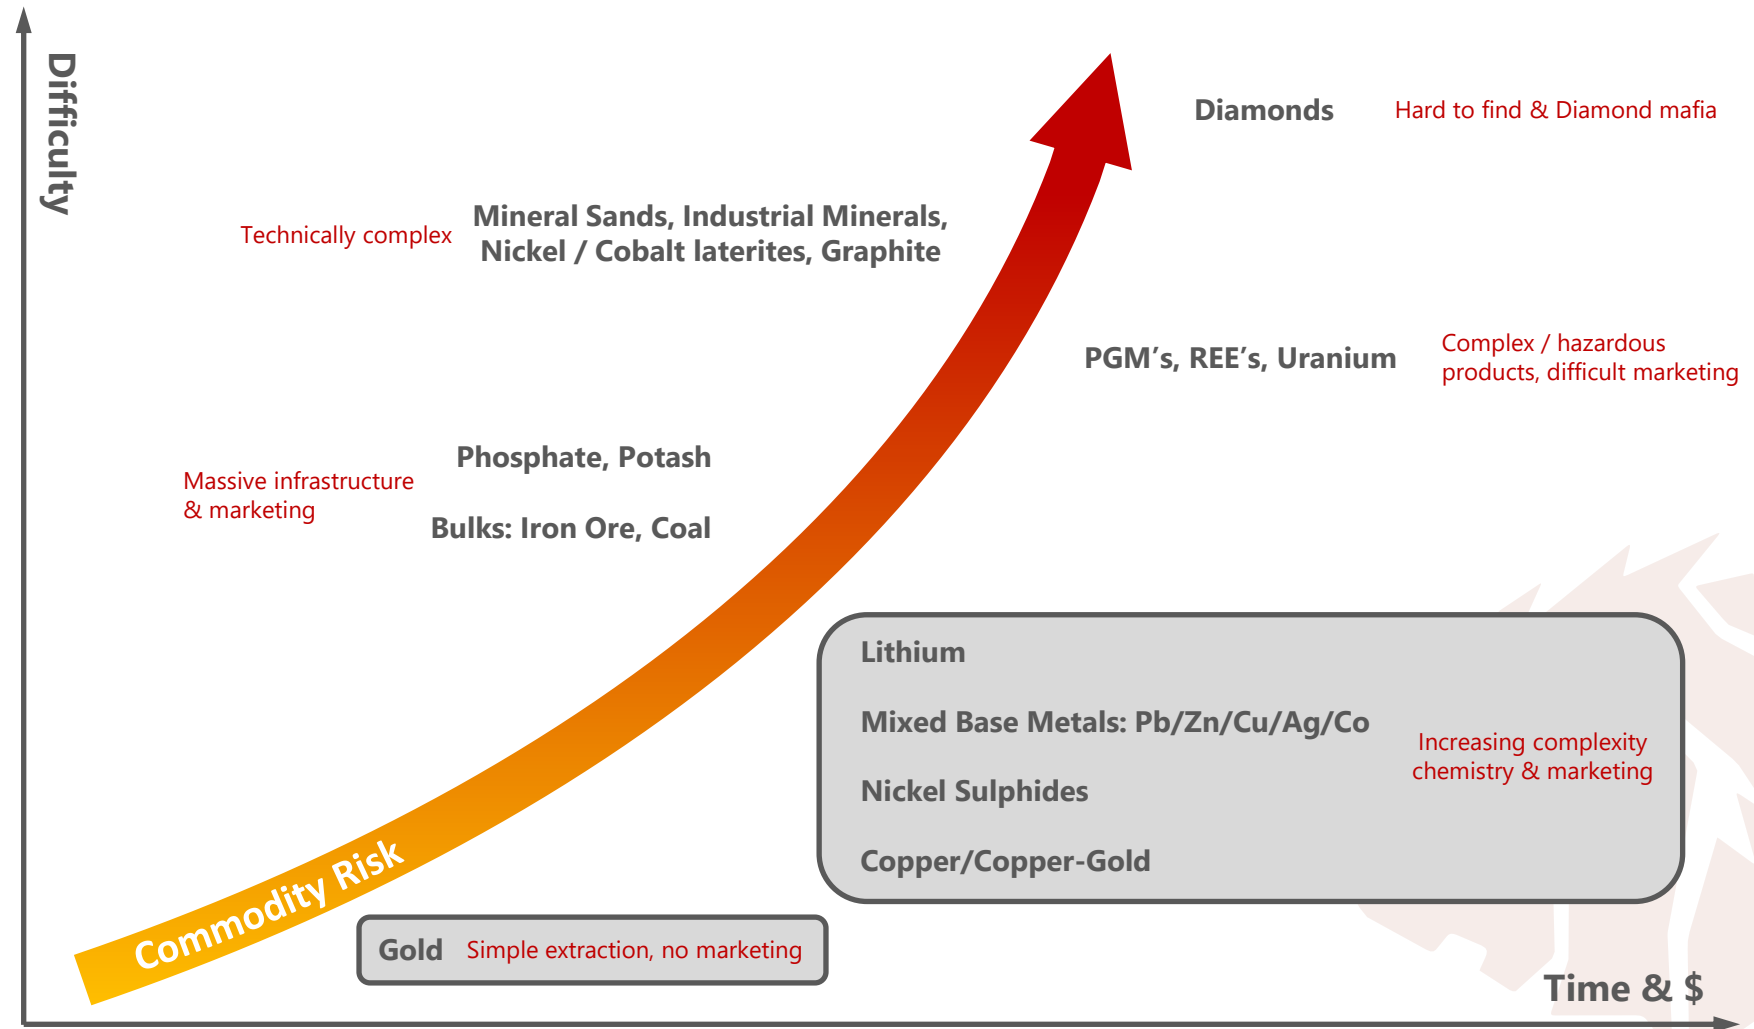 Difficulty
Diamonds
Hard to find & Diamond mafia
Technically complex
Mineral Sands, Industrial Minerals,
Nickel / Cobalt laterites, Graphite
PGM’s, REE’s, Uranium
Complex / hazardous
products, difficult marketing
Massive infrastructure
& marketing
Phosphate, Potash
Bulks: Iron Ore, Coal
Lithium
Mixed Base Metals: Pb/Zn/Cu/Ag/Co
Nickel Sulphides
Copper/Copper-Gold
Increasing complexity
chemistry & marketing
Commodity Risk
Gold
Simple extraction, no marketing
Time & $